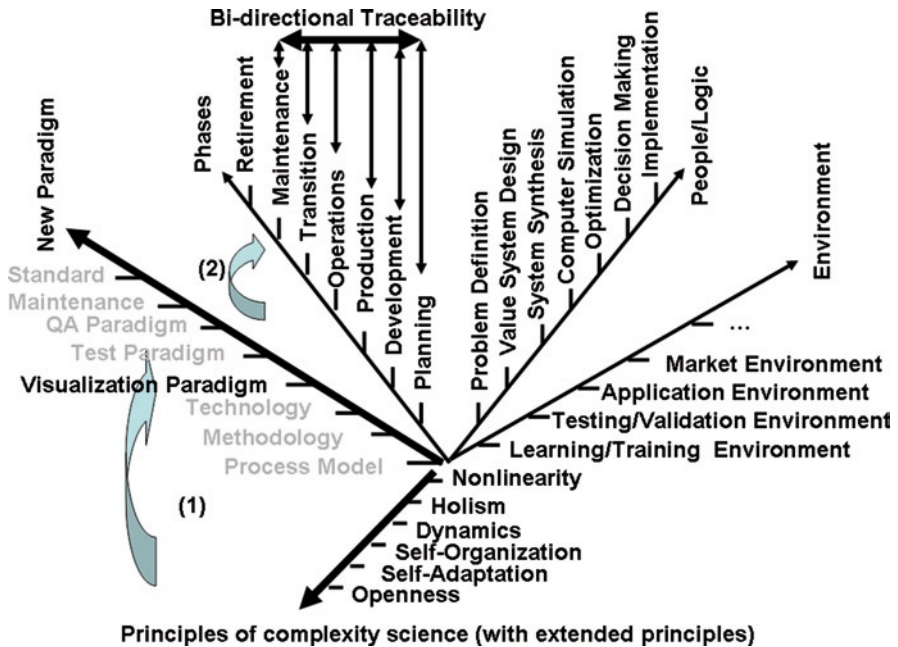 Bi-directional Traceability
New Paradigm
Standard
Maintenance
QA Paradigm
Test Paradigm
Visualization Paradigm
Technology
Methodology
Process Model
Phases
Retirement
Maintenance
Transition
Operations
Production
Development
Planning
Problem Definition
Value System Design
System Synthesis
Computer Simulation
Optimization
Decision Making
Implementation
People/Logic
Environment
...
Market Environment
Application Environment
Testing/Validation Environment
Learning/Training Environment
(2)
(1)
Nonlinearity
Holism
Dynamics
Self-Organization
Self-Adaptation
Openness
Principles of complexity science (with extended principles)